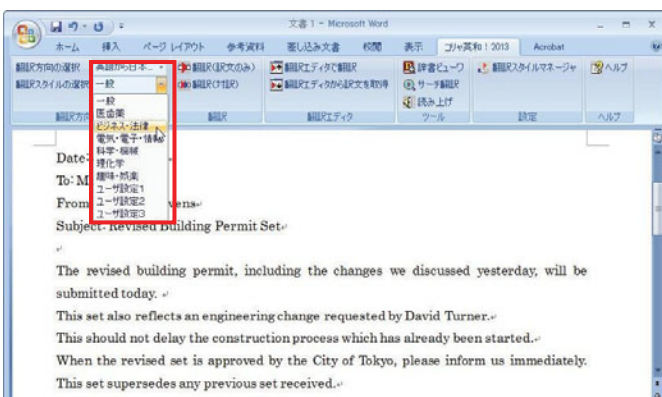 文書 1 - Microsoft Word
ホーム 挿入 ページ レイアウト 参考資料 差し込み文書 校閲 表示 コリャ英和!2013 Acrobat
翻訳方向の選択 英語から日本... 翻訳(訳文のみ) 翻訳エディタで翻訳 辞書ビューワ 翻訳スタイルマネージャ ヘルプ
翻訳スタイルの選択 一般 翻訳(対訳) 翻訳エディタから訳文を取得 サーチ翻訳
読み上げ
翻訳方 翻訳 翻訳エディタ ツール 設定 ヘルプ
一般
医歯薬
ビジネス・法律
電気・電子・情報
科学・機械
理化学
趣味・娯楽
ユーザ設定1
ユーザ設定2
ユーザ設定3
Date:
To: M
From vens
Subject: Revised Building Permit Set
The revised building permit, including the changes we discussed yesterday, will be
submitted today.
This set also reflects an engineering change requested by David Turner.
This should not delay the construction process which has already been started.
When the revised set is approved by the City of Tokyo, please inform us immediately.
This set supersedes any previous set received.